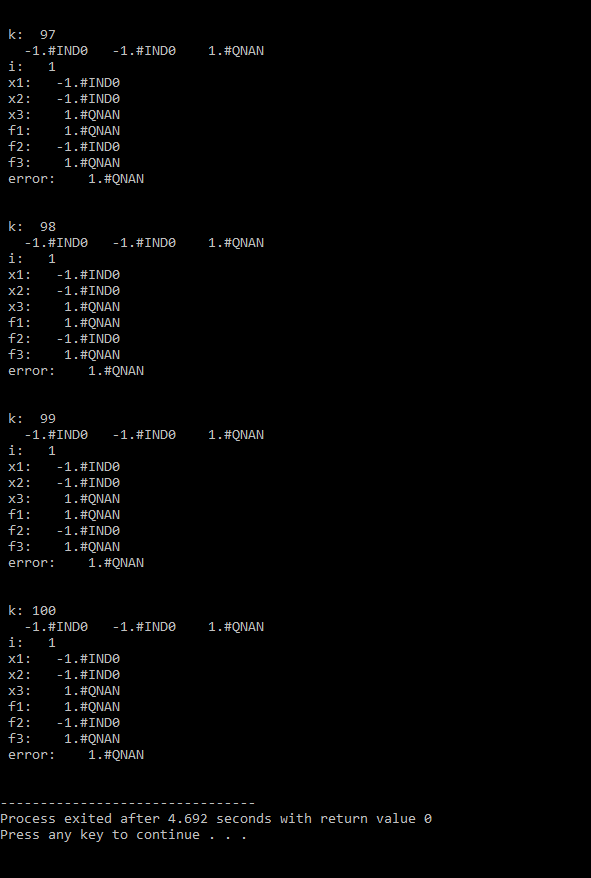 k:  97
  -1.#IND0   -1.#IND0    1.#QNAN
i:   1
x1:   -1.#IND0
x2:   -1.#IND0
x3:    1.#QNAN
f1:    1.#QNAN
f2:   -1.#IND0
f3:    1.#QNAN
error:    1.#QNAN
k:  98
  -1.#IND0   -1.#IND0    1.#QNAN
i:   1
x1:   -1.#IND0
x2:   -1.#IND0
x3:    1.#QNAN
f1:    1.#QNAN
f2:   -1.#IND0
f3:    1.#QNAN
error:    1.#QNAN
k:  99
  -1.#IND0   -1.#IND0    1.#QNAN
i:   1
x1:   -1.#IND0
x2:   -1.#IND0
x3:    1.#QNAN
f1:    1.#QNAN
f2:   -1.#IND0
f3:    1.#QNAN
error:    1.#QNAN
k: 100
  -1.#IND0   -1.#IND0    1.#QNAN
i:   1
x1:   -1.#IND0
x2:   -1.#IND0
x3:    1.#QNAN
f1:    1.#QNAN
f2:   -1.#IND0
f3:    1.#QNAN
error:    1.#QNAN
--------------------------------
Process exited after 4.692 seconds with return value 0
Press any key to continue . . .